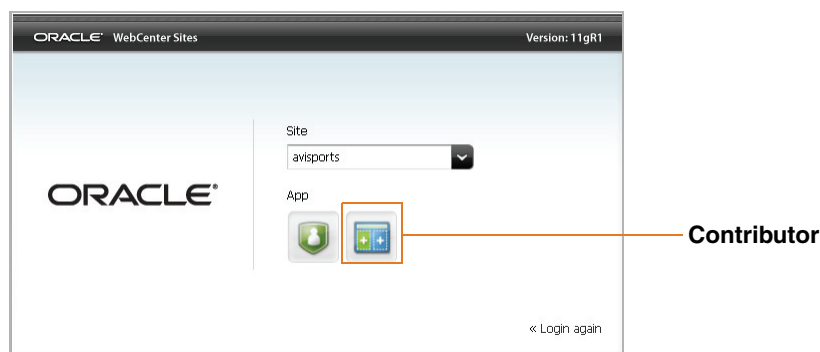 ORACLE® WebCenter Sites Version: 11gR1
Site
avisports
ORACLE®
App
Contributor
« Login again